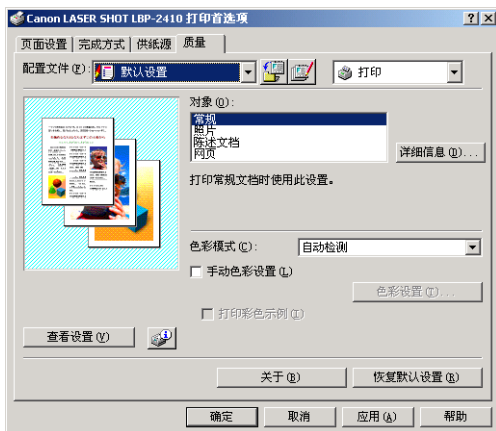 Canon LASER SHOT LBP-2410 打印首选项
页面设置 完成方式 供纸源 质量
配置文件(F): 默认设置 打印
对象(O):
常规
照片
陈述文档
网页
详细信息(D)...
打印常规文档时使用此设置。
色彩模式(C): 自动检测
手动色彩设置(L)
色彩设置(T)...
打印彩色示例(I)
查看设置(V)
关于(B) 恢复默认设置(R)
确定 取消 应用(A) 帮助